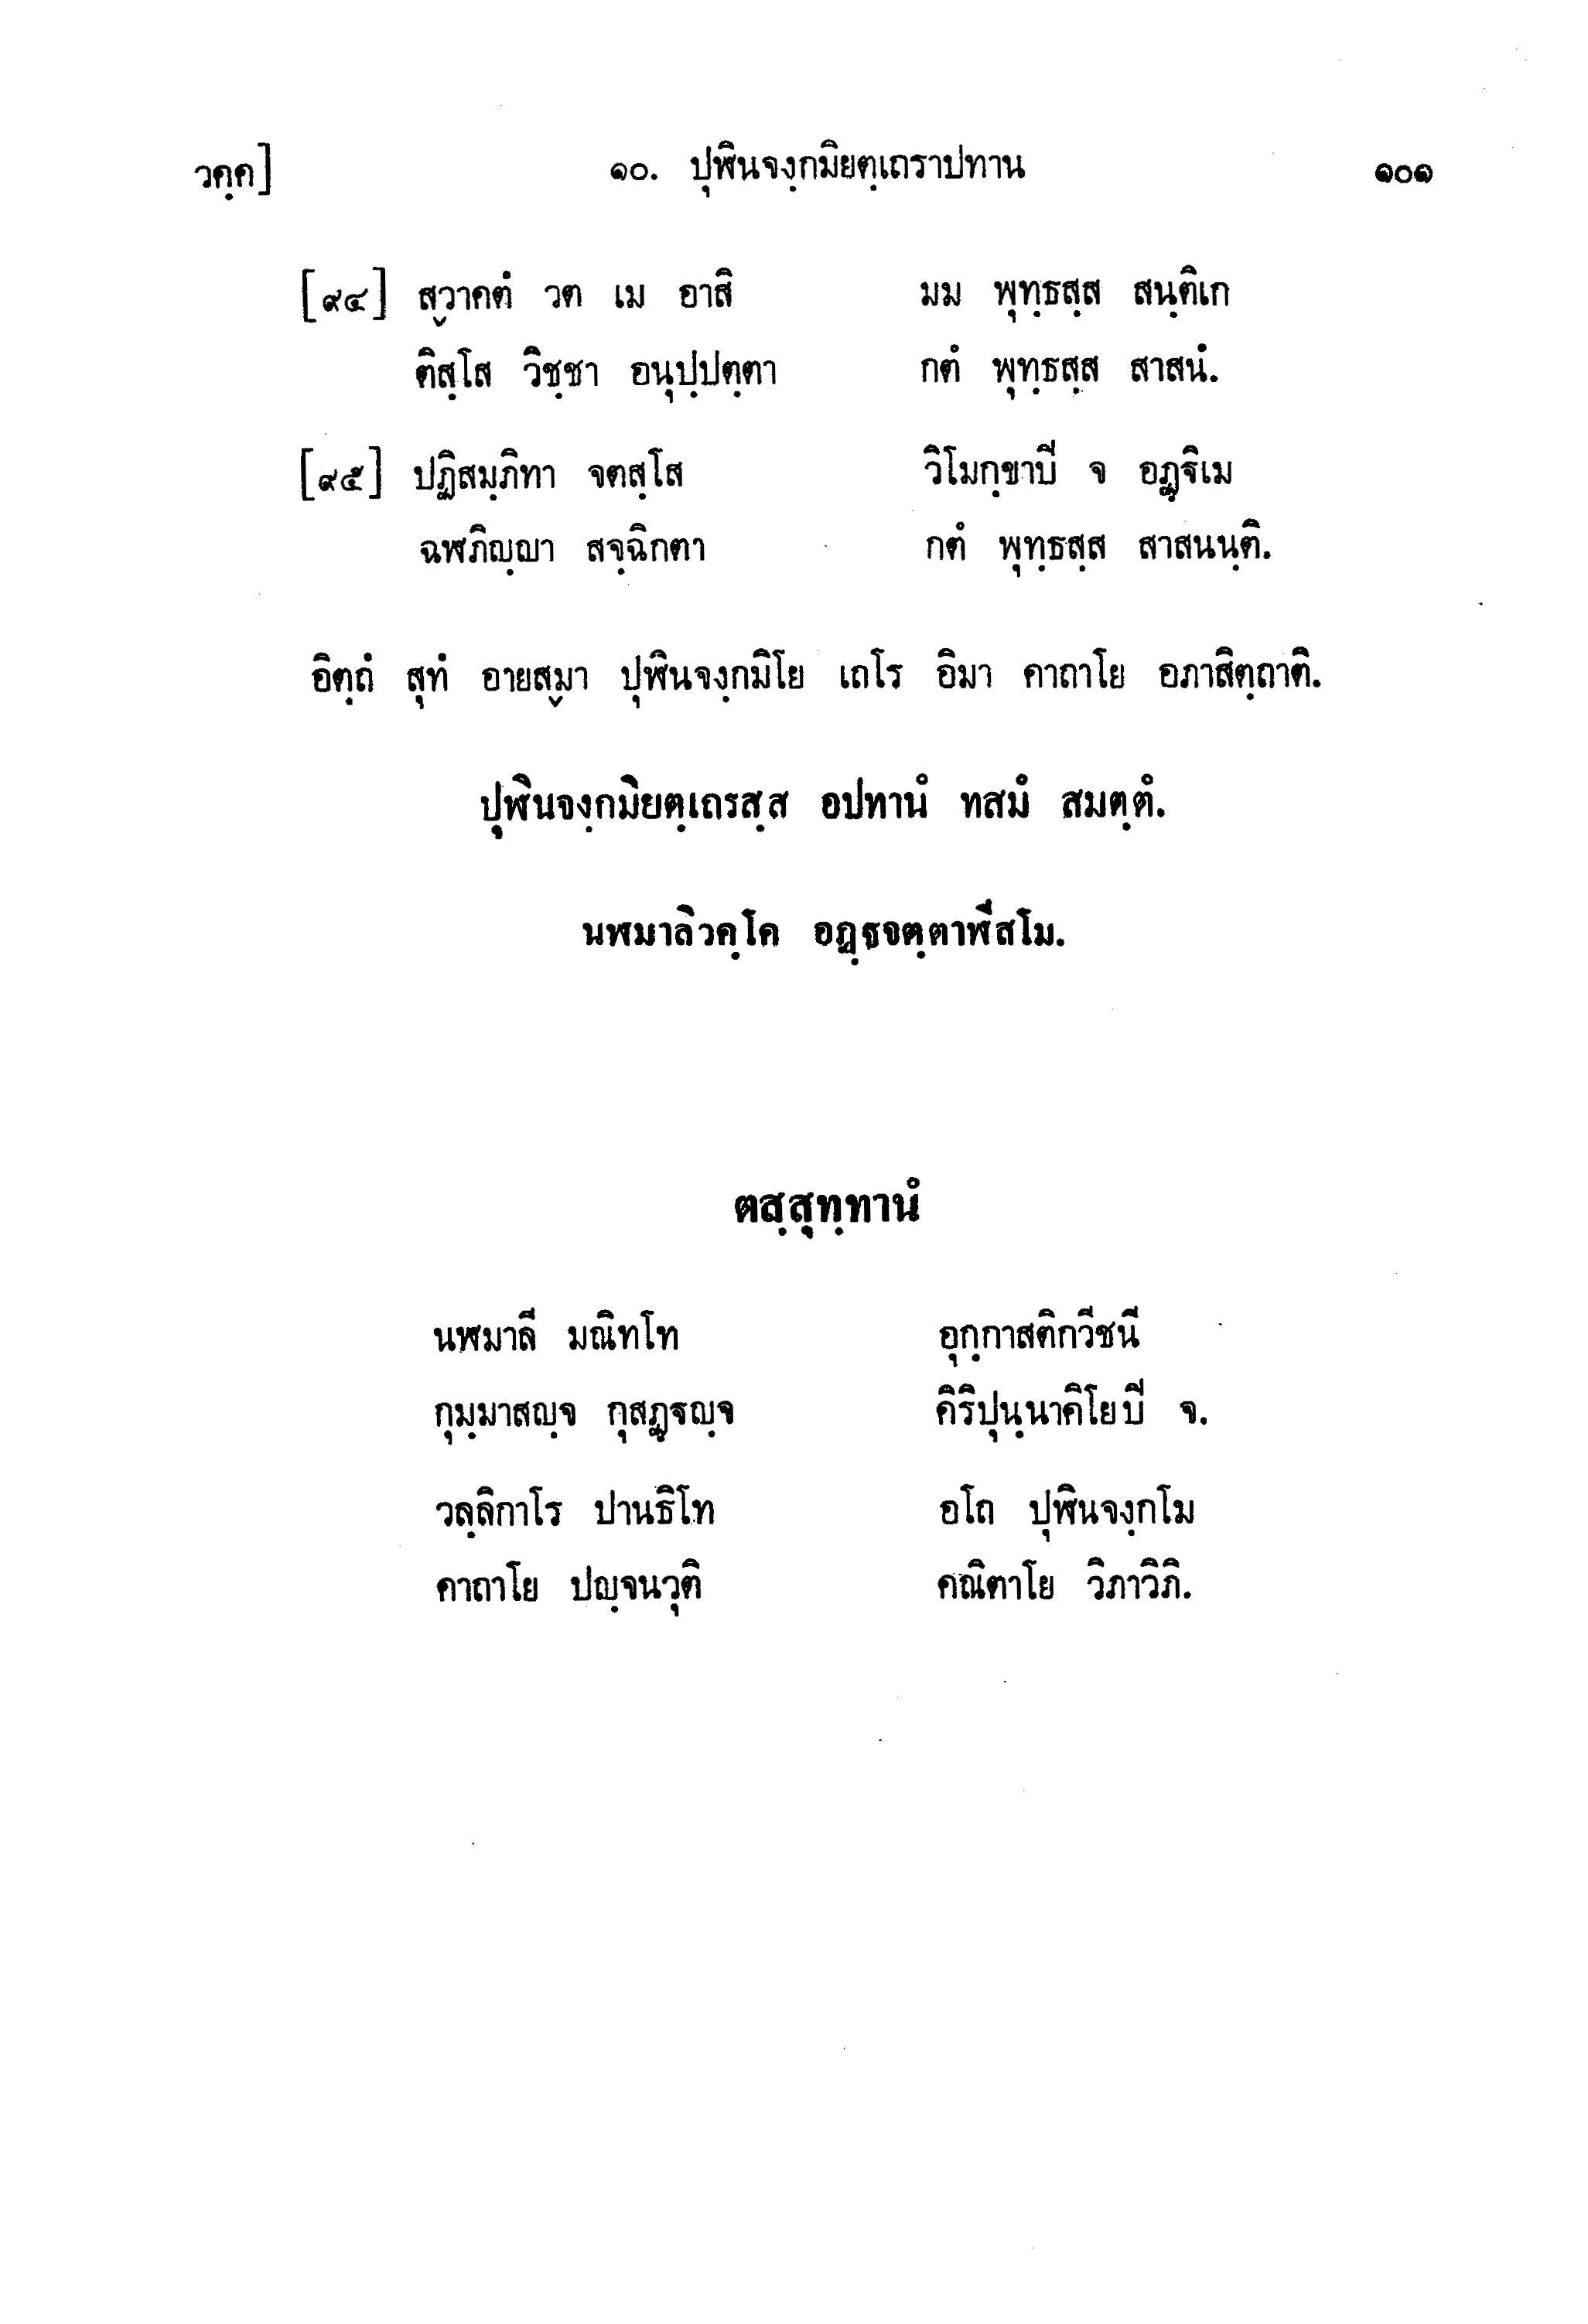 วคฺค] ๑๐. ปุฬินจงฺกมิยตฺเถราปทาน ๑๐๑
[๙๔] สฺวาคตํ วต เม อาสิ มม พุทฺธสฺส สนฺติเก
ติสฺโส วิชฺชา อนุปฺปตฺตา กตํ พุทฺธสฺส สาสนํ.
[๙๕] ปฏิสมฺภิทา จตสฺโส วิโมกฺขาปิ จ อฏฺฐิเม
ฉฬภิญฺญา สจฺฉิกตา กตํ พุทฺธสฺส สาสนนฺติ.
อิตฺถํ สุทํ อายสฺมา ปุฬินจงฺกมิโย เถโร อิมา คาถาโย อภาสิตฺถาติ.
ปุฬินจงฺกมิยตฺเถรสฺส อปทานํ ทสมํ สมตฺตํ.
นฬมาลิวคฺโค อฏฺฐจตฺตาฬีสโม.
ตสฺสุทฺทานํ
นฬมาลี มณิทโท อุกฺกาสติกวีชนี
กุมฺมาสญฺจ กุสฏฺฐญฺจ คิริปุนฺนาคิโยปิ จ.
วลฺลิกาโร ปานธิโท อโถ ปุฬินจงฺกโม
คาถาโย ปญฺจนวุติ คณิตาโย วิภาวิภิ.